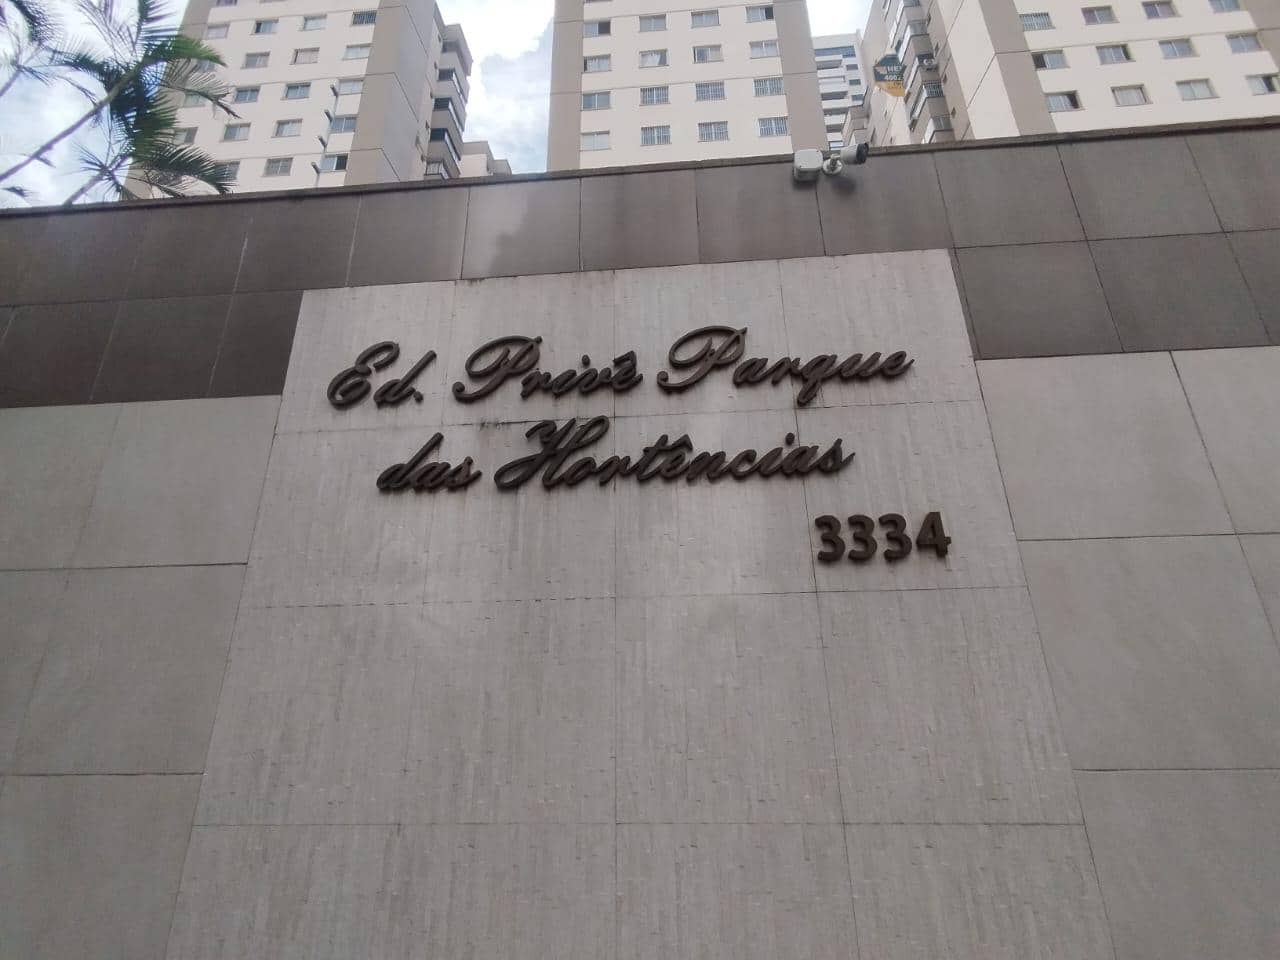 Ed. Privê Parque
das Hortências
3334